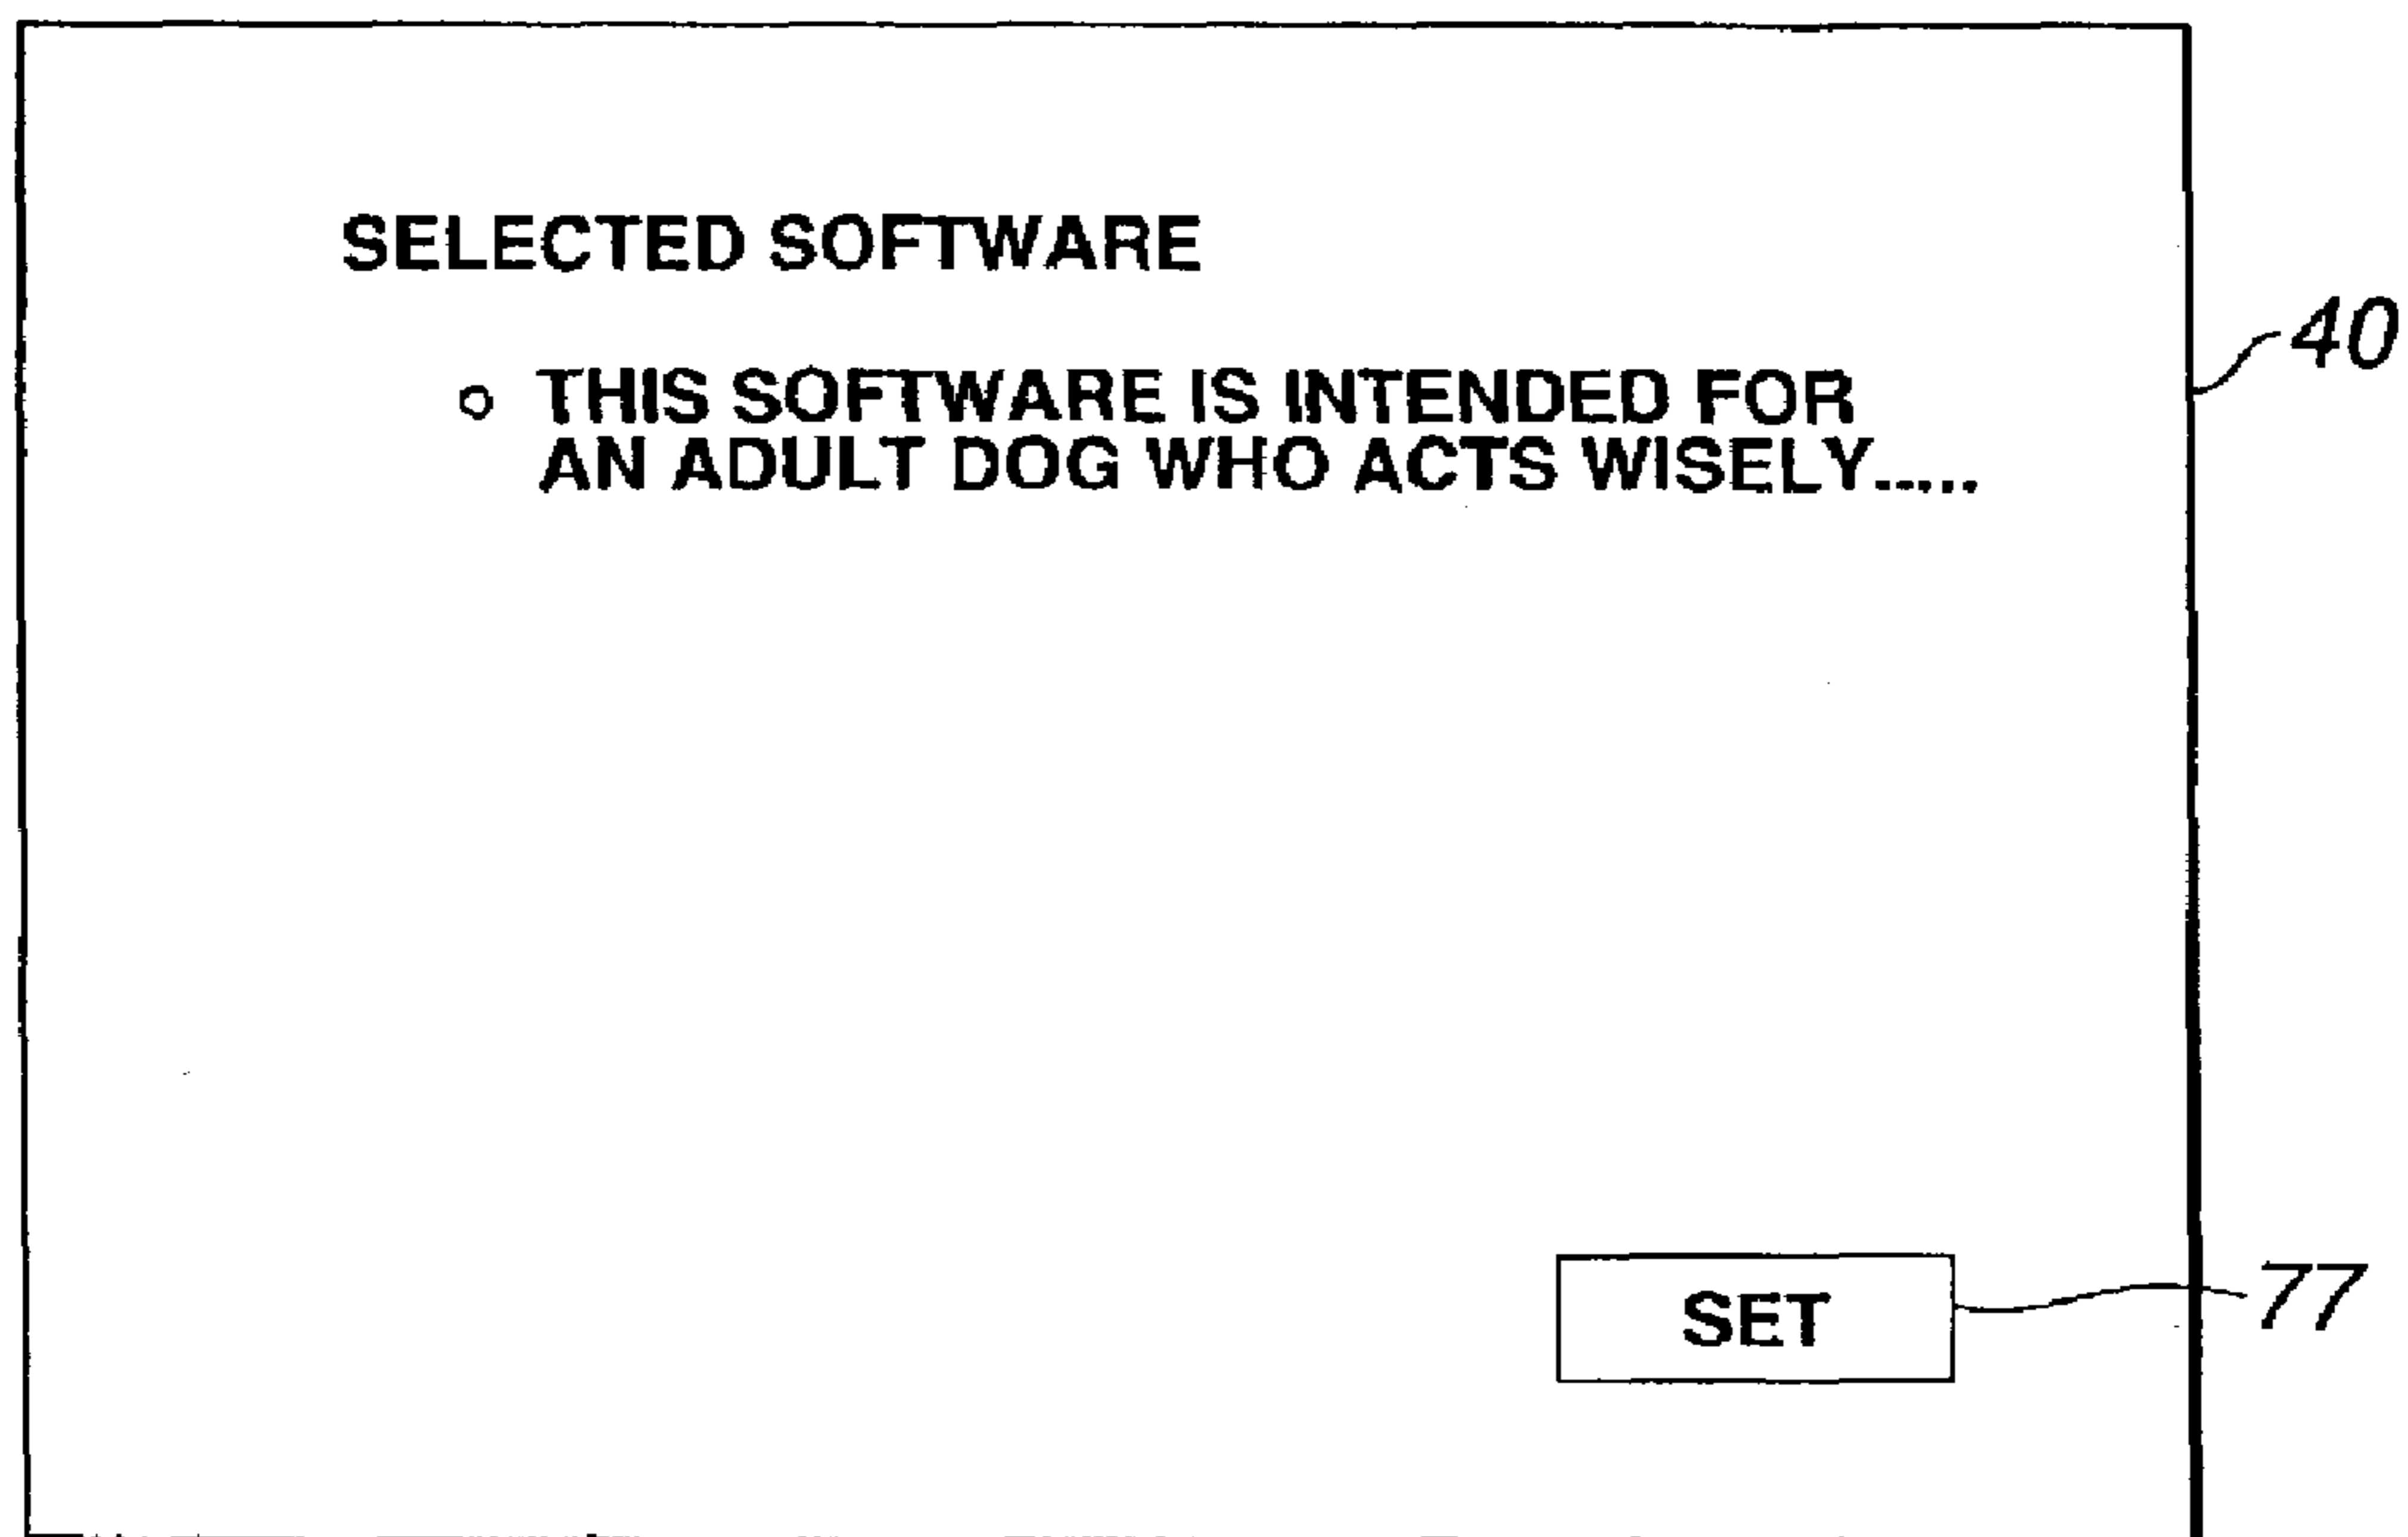 SELECTED SOFTWARE
40
○ THIS SOFTWARE IS INTENDED FOR
AN ADULT DOG WHO ACTS WISELY.....
SET
77